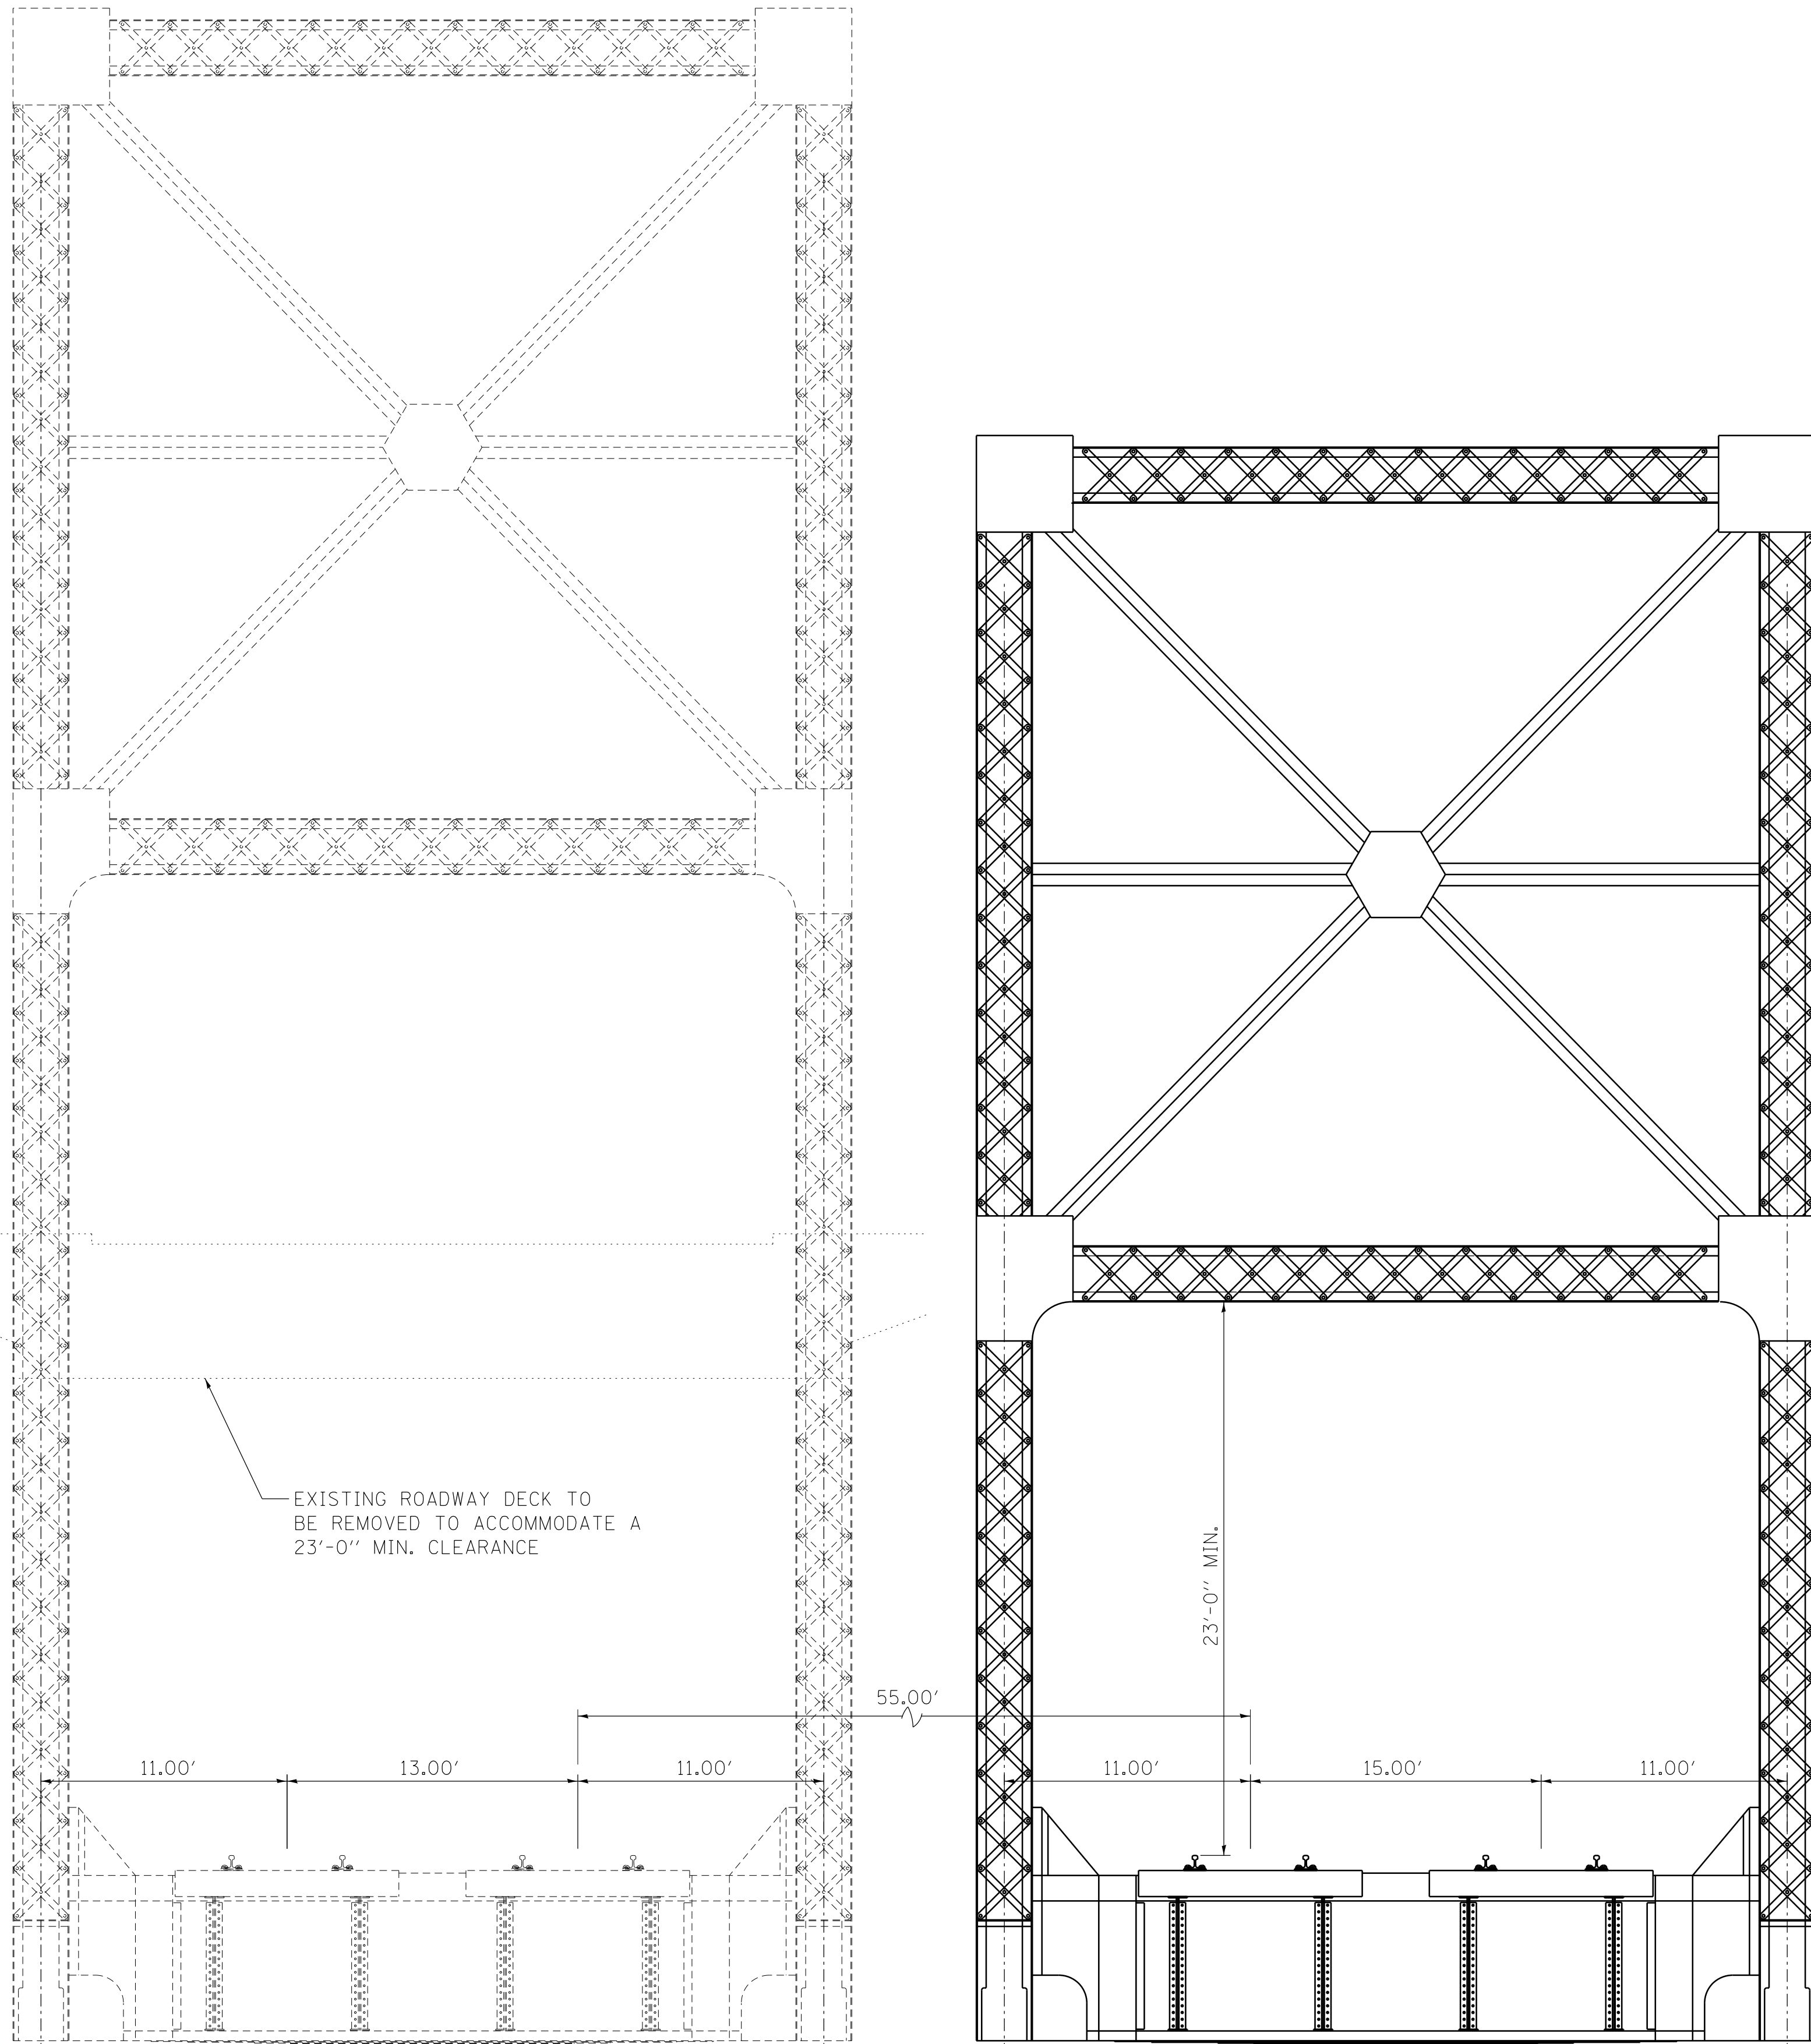 EXISTING ROADWAY DECK TO
BE REMOVED TO ACCOMMODATE A
23'-0'' MIN. CLEARANCE
23'-0'' MIN.
55.00'
11.00'
13.00'
11.00'
11.00'
15.00'
11.00'